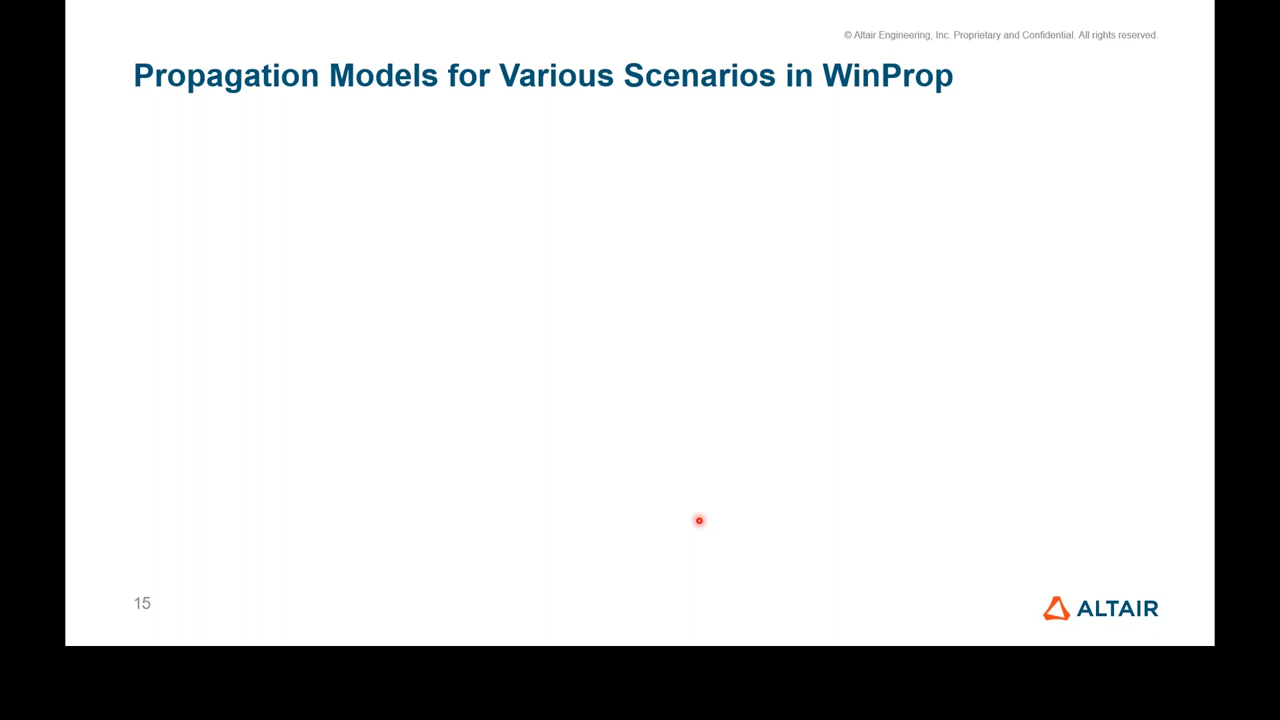 © Altair Engineering, Inc. Proprietary and Confidential. All rights reserved.
Propagation Models for Various Scenarios in WinProp
15
ALTAIR